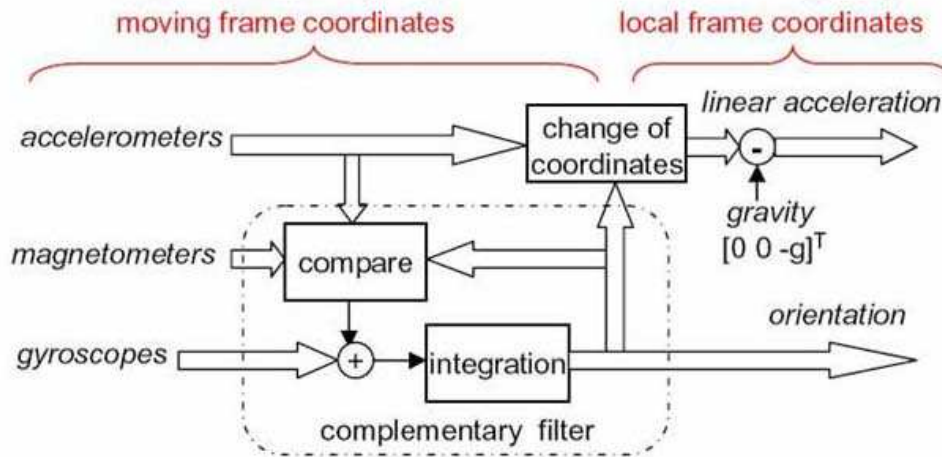 moving frame coordinates
local frame coordinates
linear acceleration
accelerometers
change of
coordinates
-
gravity
[0 0 -g]ᵀ
magnetometers
compare
orientation
gyroscopes
+
integration
complementary filter